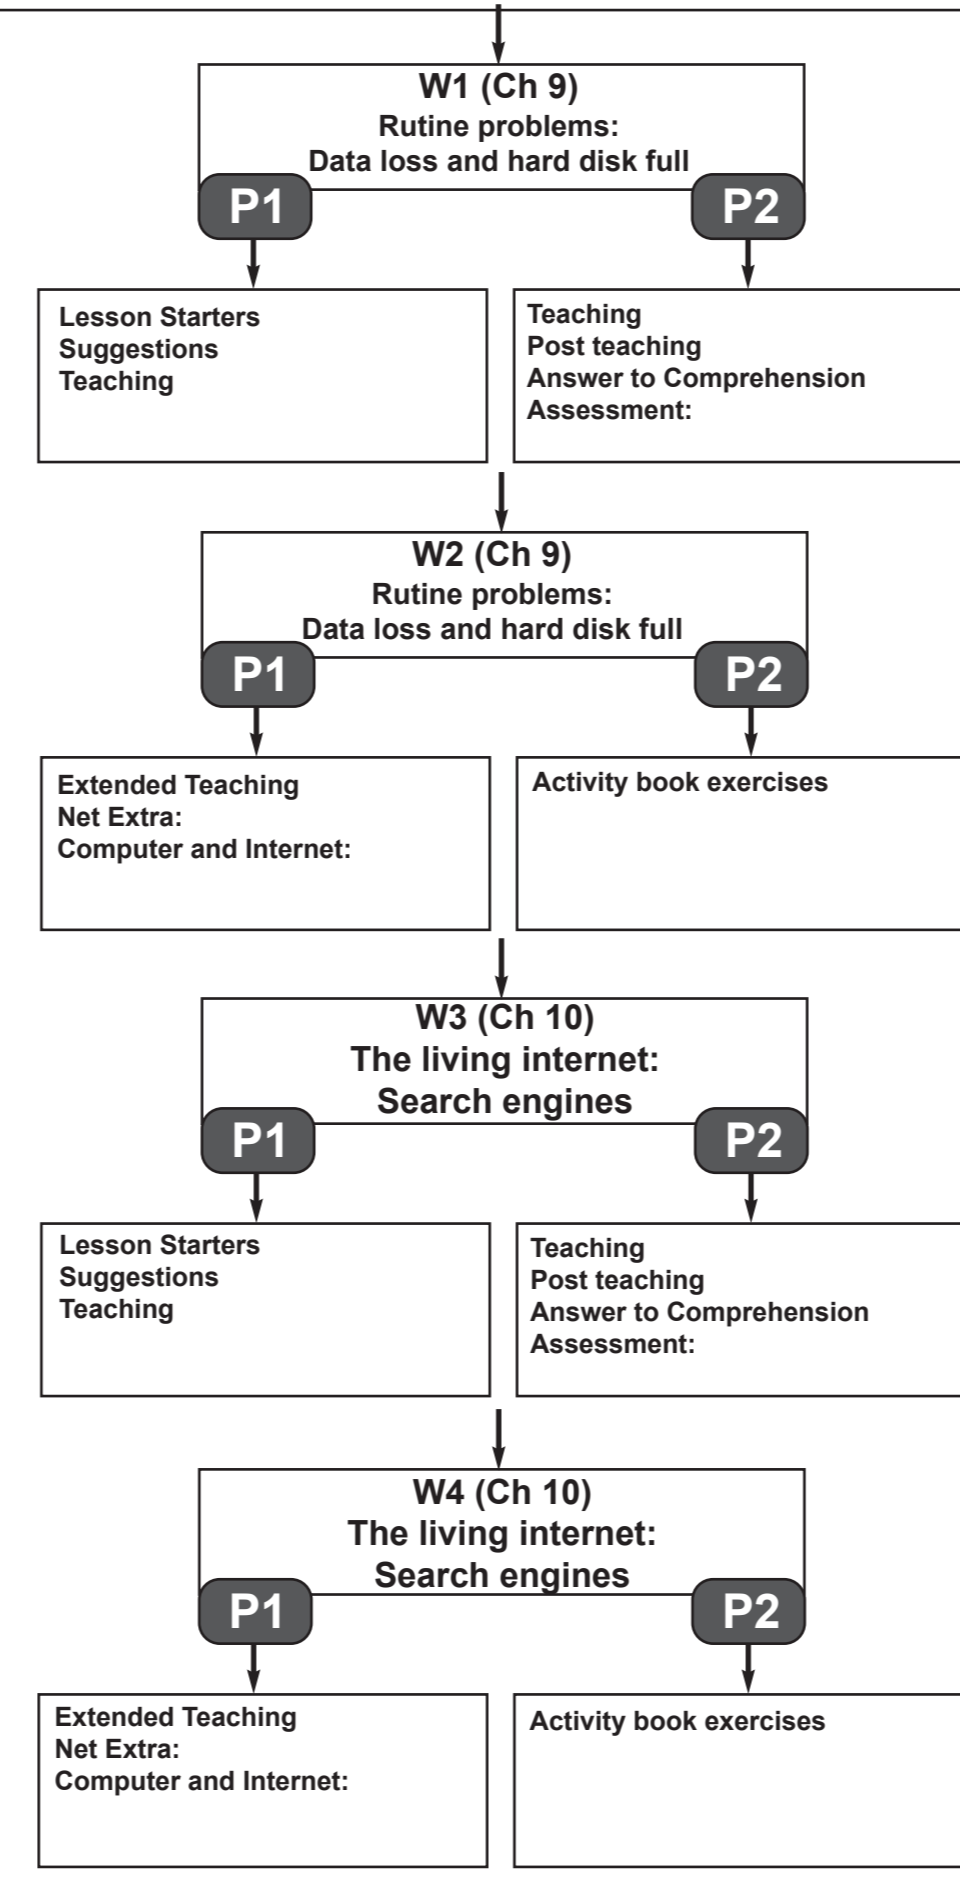 W1 (Ch 9)
Rutine problems:
Data loss and hard disk full
P1
P2
Lesson Starters
Suggestions
Teaching
Teaching
Post teaching
Answer to Comprehension
Assessment:
W2 (Ch 9)
Rutine problems:
Data loss and hard disk full
P1
P2
Extended Teaching
Net Extra:
Computer and Internet:
Activity book exercises
W3 (Ch 10)
The living internet:
Search engines
P1
P2
Lesson Starters
Suggestions
Teaching
Teaching
Post teaching
Answer to Comprehension
Assessment:
W4 (Ch 10)
The living internet:
Search engines
P1
P2
Extended Teaching
Net Extra:
Computer and Internet:
Activity book exercises